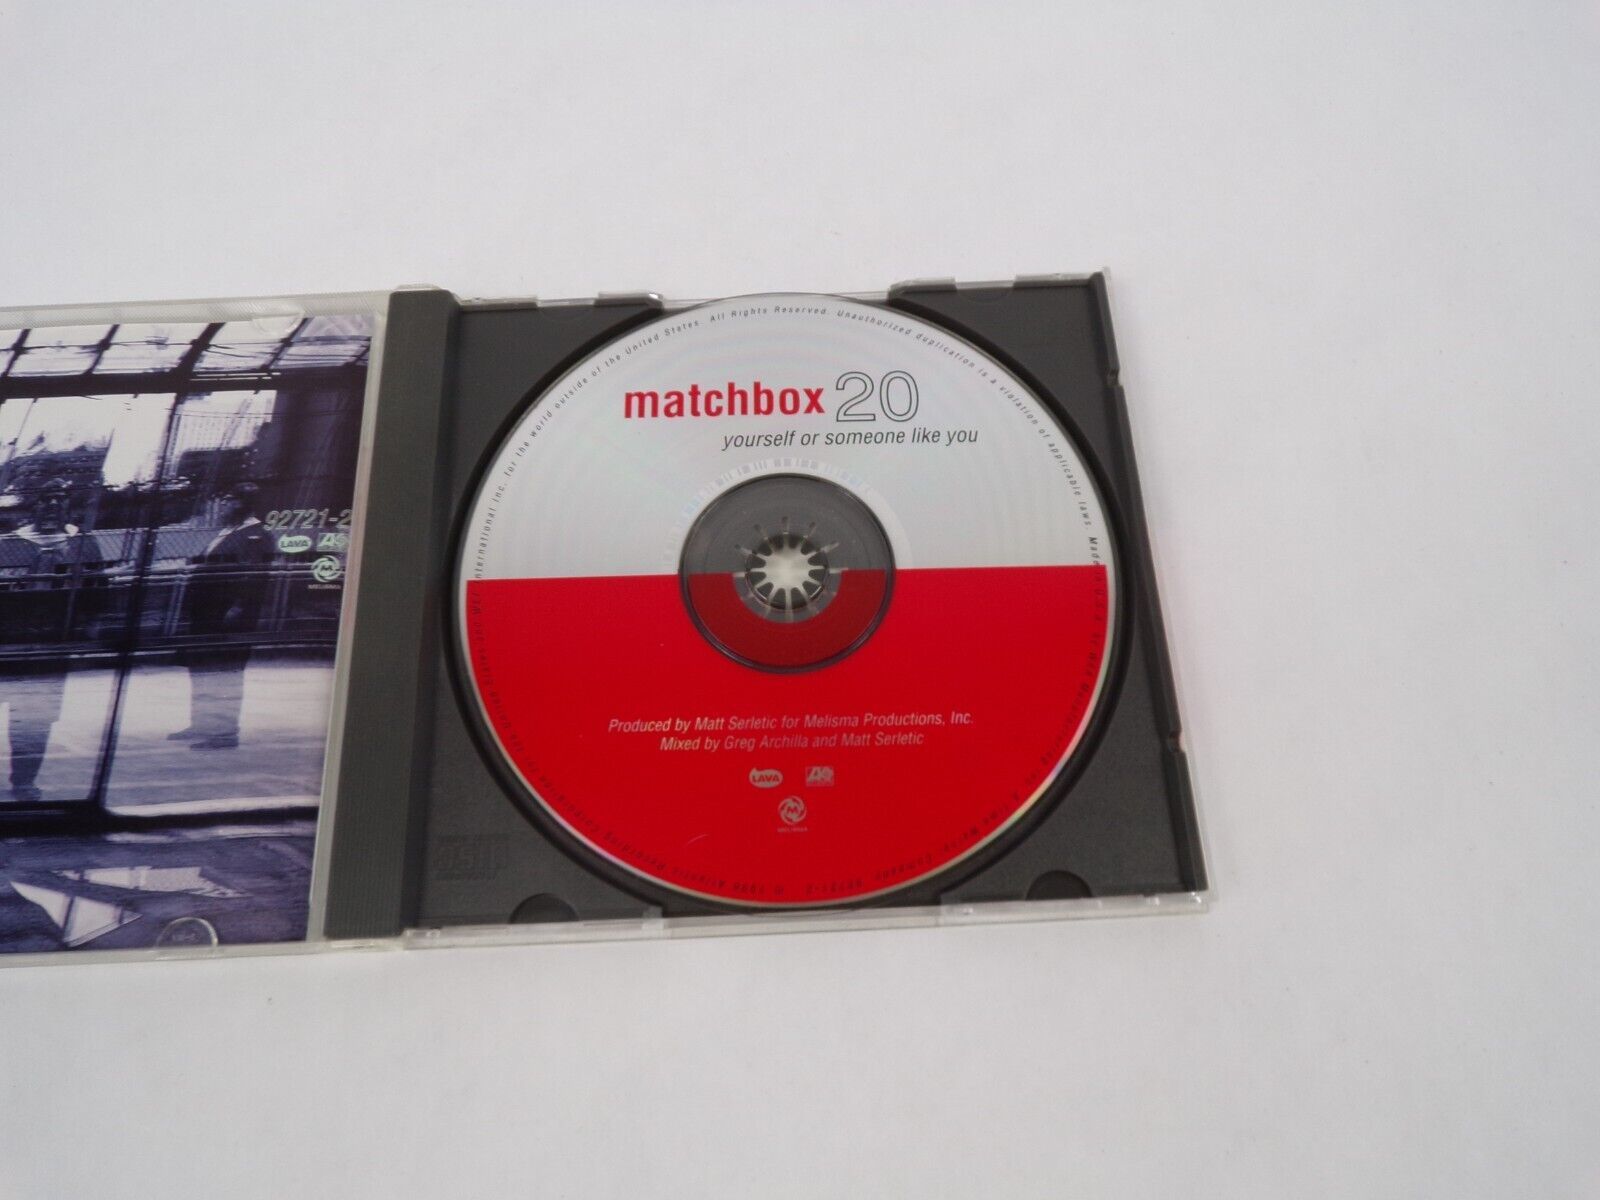 matchbox 20
yourself or someone like you
Produced by Matt Serletic for Melisma Productions, Inc.
Mixed by Greg Archilla and Matt Serletic
LAVA
MELISMA
for the world outside of the United States. All Rights Reserved. Unauthorized duplication is a violation of applicable laws.
92721-2
LAVA
MELISMA